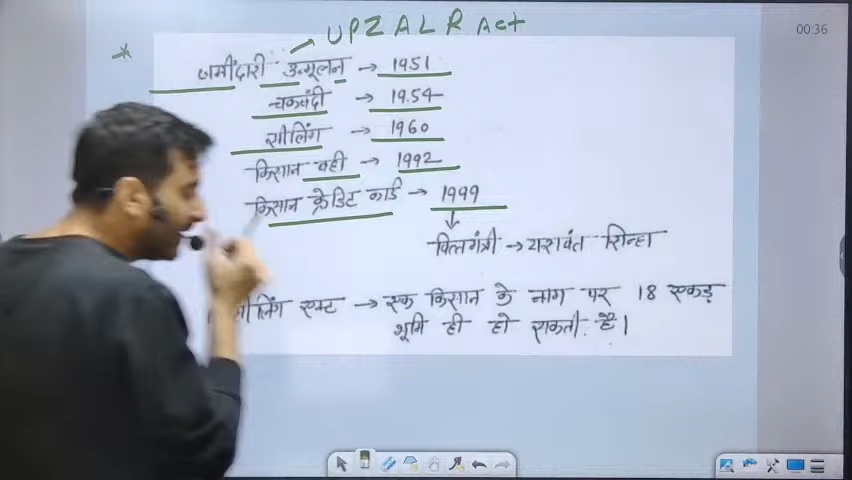 UPZALR Act
00:36
* जमींदारी उन्मूलन → 1951
चकबंदी → 1954
सीलिंग → 1960
किसान बही → 1992
किसान क्रेडिट कार्ड → 1999
वित्तमंत्री → यशवंत सिन्हा
सीलिंग एक्ट → एक किसान के नाम पर 18 एकड़
भूमि ही हो सकती है।